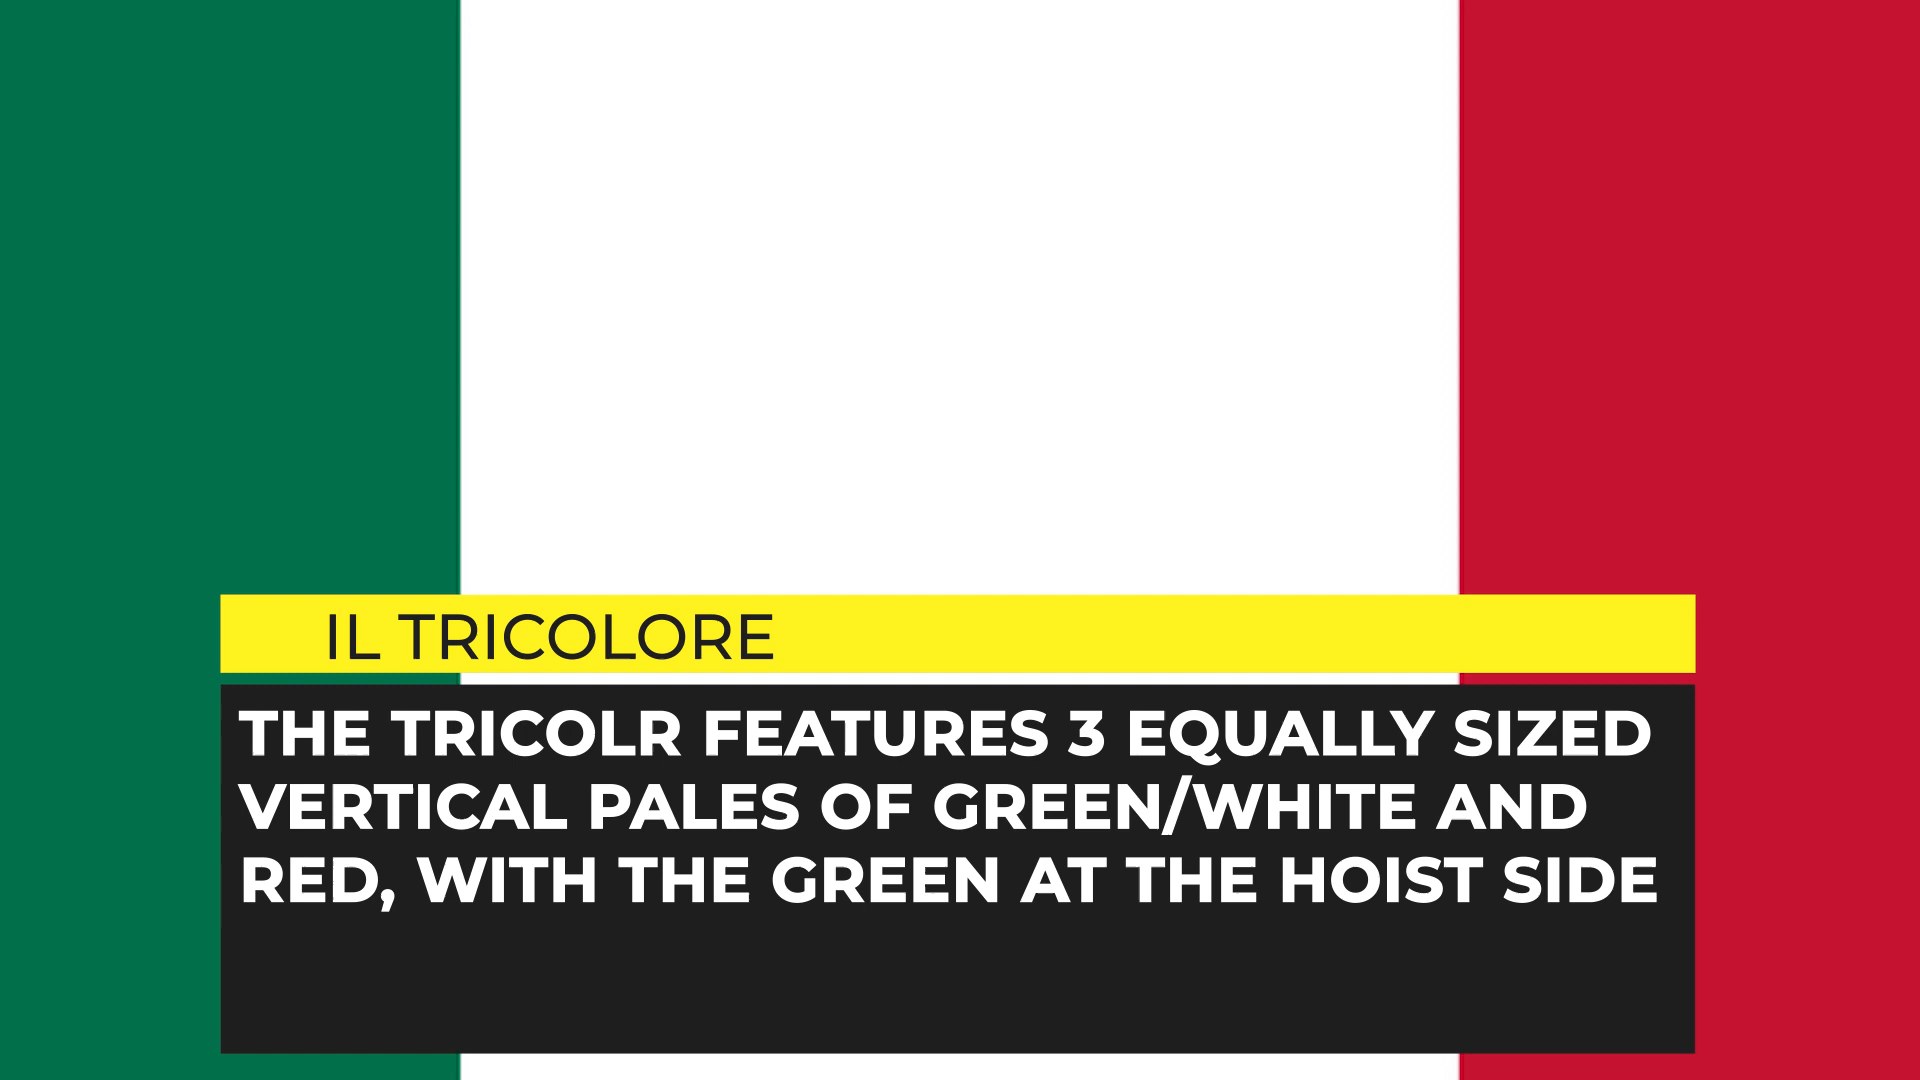 IL TRICOLORE
THE TRICOLR FEATURES 3 EQUALLY SIZED
VERTICAL PALES OF GREEN/WHITE AND
RED, WITH THE GREEN AT THE HOIST SIDE